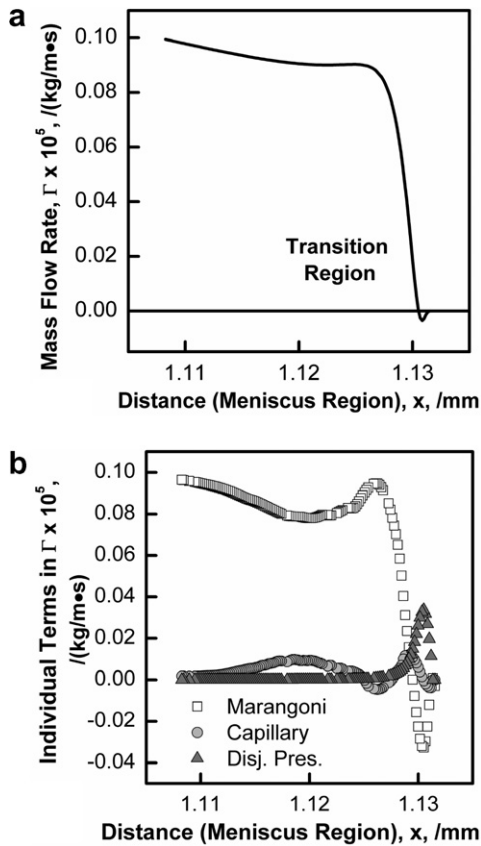 a
Mass Flow Rate, Γ x 10⁵, /(kg/m•s)
0.10
0.08
0.06
0.04
0.02
0.00
Transition
Region
1.11 1.12 1.13
Distance (Meniscus Region), x, /mm
b
Individual Terms in Γ x 10⁵,
/(kg/m•s)
0.10
0.08
0.06
0.04
0.02
0.00
-0.02
-0.04
Marangoni
Capillary
Disj. Pres.
1.11 1.12 1.13
Distance (Meniscus Region), x, /mm